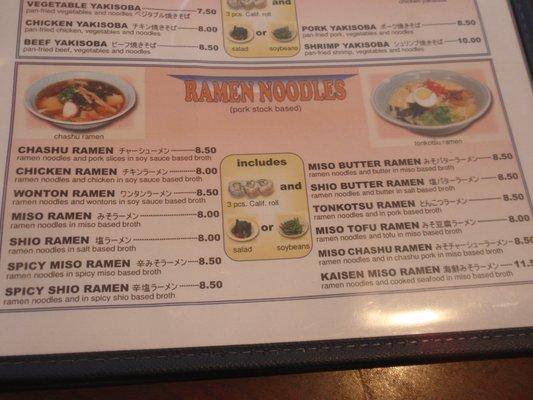 VEGETABLE YAKISOBA ベジタブル焼きそば 7.50
pan-fried vegetables and noodles
CHICKEN YAKISOBA チキン焼きそば 8.00
pan-fried chicken, vegetables and noodles
BEEF YAKISOBA ビーフ焼きそば 8.50
pan-fried beef, vegetables and noodles
3 pcs. Calif. roll
and
or
salad
soybeans
PORK YAKISOBA ポーク焼きそば 8.50
pan-fried pork, vegetables and noodles
SHRIMP YAKISOBA シュリンプ焼きそば 10.00
pan-fried shrimp, vegetables and noodles
RAMEN NOODLES
(pork stock based)
chashu ramen
tonkotsu ramen
CHASHU RAMEN チャーシューメン 8.50
ramen noodles and pork slices in soy sauce based broth
CHICKEN RAMEN チキンラーメン 8.00
ramen noodles and chicken in soy sauce based broth
WONTON RAMEN ワンタンラーメン 8.50
ramen noodles and wontons in soy sauce based broth
MISO RAMEN みそラーメン 8.00
ramen noodles in miso based broth
SHIO RAMEN 塩ラーメン 8.00
ramen noodles in salt based broth
SPICY MISO RAMEN 辛みそラーメン 8.50
ramen noodles in spicy miso based broth
SPICY SHIO RAMEN 辛塩ラーメン 8.50
ramen noodles and in spicy shio based broth
includes
and
3 pcs. Calif. roll
or
salad
soybeans
MISO BUTTER RAMEN みそバターラーメン 8.50
ramen noodles and butter in miso based broth
SHIO BUTTER RAMEN 塩バターラーメン 8.50
ramen noodles and butter in salt based broth
TONKOTSU RAMEN とんこつラーメン 8.50
ramen noodles and in pork based broth
MISO TOFU RAMEN みそ豆腐ラーメン 8.00
ramen noodles and tofu in miso based broth
MISO CHASHU RAMEN みそチャーシューラーメン 8.50
ramen noodles and in chashu pork in miso based broth
KAISEN MISO RAMEN 海鮮みそラーメン 11.5
ramen noodles and cooked seafood in miso based broth